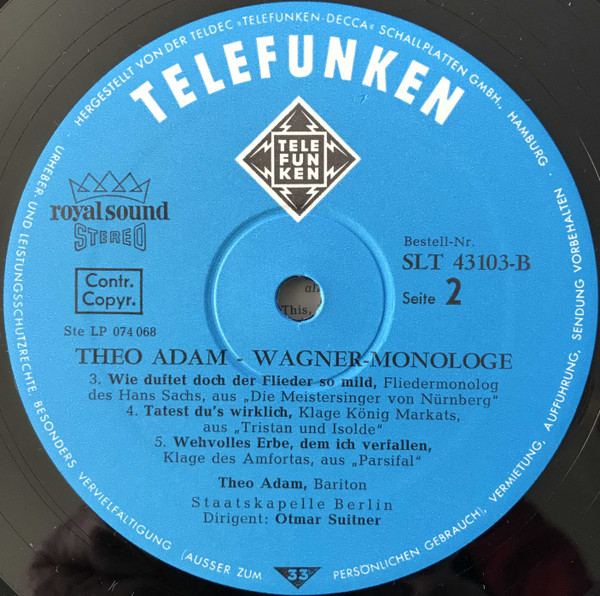 · HERGESTELLT VON DER TELDEC »TELEFUNKEN-DECCA« SCHALLPLATTEN GMBH., HAMBURG ·
URHEBER- UND LEISTUNGSSCHUTZRECHTE, BESONDERS VERVIELFÄLTIGUNG (AUSSER ZUM PERSÖNLICHEN GEBRAUCH), VERMIETUNG, AUFFÜHRUNG, SENDUNG VORBEHALTEN
TELEFUNKEN
TELE
FUN
KEN
royal sound
STEREO
Contr.
Copyr.
Ste LP 074 068
Bestell-Nr.
SLT 43103-B
Seite 2
This,
THEO ADAM - WAGNER-MONOLOGE
3. Wie duftet doch der Flieder so mild, Fliedermonolog
des Hans Sachs, aus „Die Meistersinger von Nürnberg“
4. Tatest du's wirklich, Klage König Markats,
aus „Tristan und Isolde“
5. Wehvolles Erbe, dem ich verfallen,
Klage des Amfortas, aus „Parsifal“
Theo Adam, Bariton
Staatskapelle Berlin
Dirigent: Otmar Suitner
33